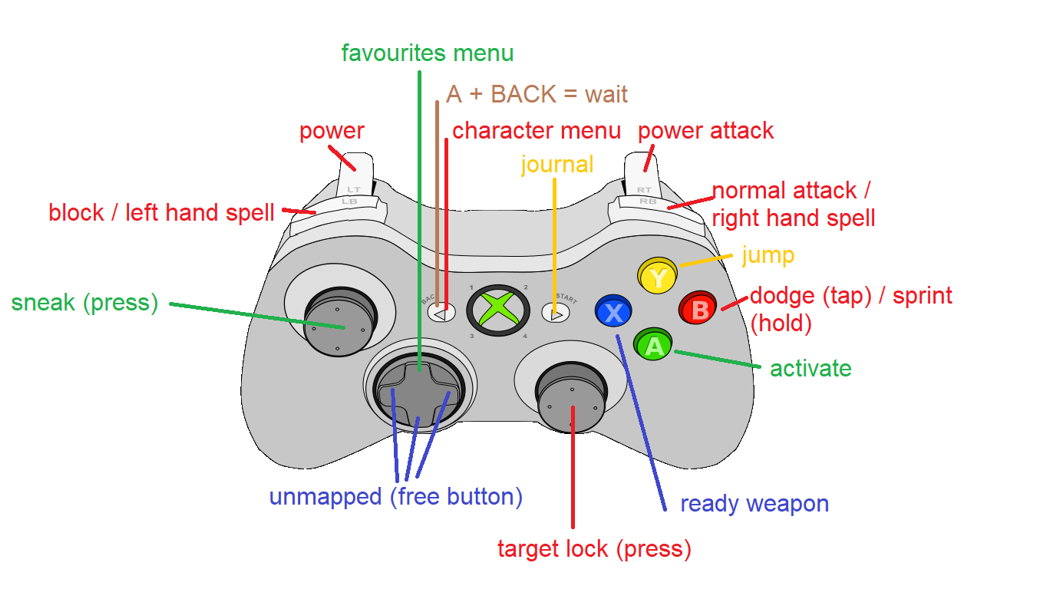 favourites menu
A + BACK = wait
power
character menu
power attack
journal
LT
RT
LB
RB
normal attack /
right hand spell
block / left hand spell
jump
Y
sneak (press)
1
2
BAC
START
X
B
dodge (tap) / sprint
(hold)
3
4
A
activate
unmapped (free button)
ready weapon
target lock (press)